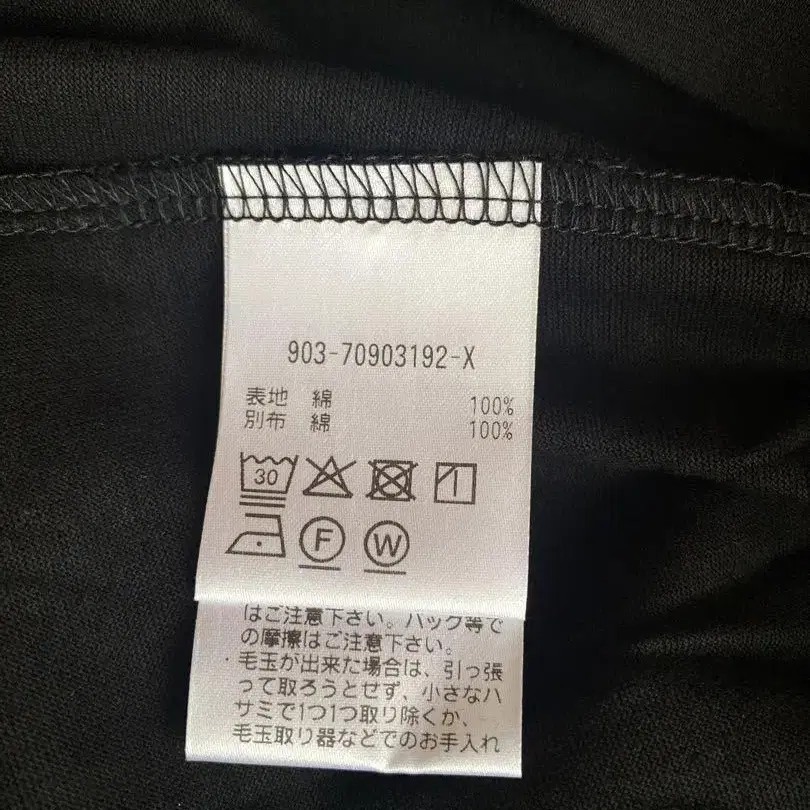 903-70903192-X
表地 綿 100%
別布 綿 100%
30
F W
はご注意下さい。バック等で
の摩擦はご注意下さい。
・毛玉が出来た場合は、引っ張
って取ろうとせず、小さなハ
サミで1つ1つ取り除くか、
毛玉取り器などでのお手入れ